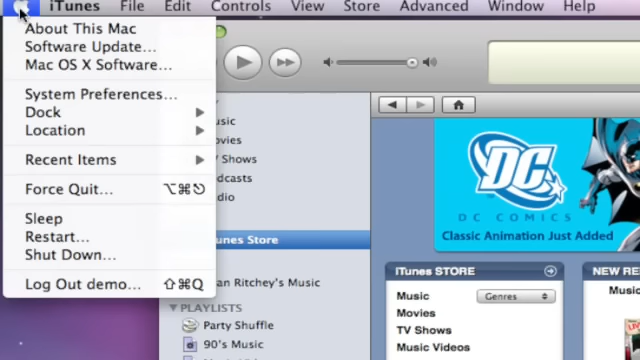 iTunes File Edit Controls View Store Advanced Window Help
About This Mac
Software Update...
Mac OS X Software...
System Preferences...
Dock
Location
Recent Items
Force Quit... ⌥⌘⎋
Sleep
Restart...
Shut Down...
Log Out demo... ⇧⌘Q
usic
ovies
Shows
dcasts
dio
unes Store
an Ritchey's Music
PLAYLISTS
Party Shuffle
90's Music
DC
DC COMICS
Classic Animation Just Added
iTunes STORE
Music Genres
Movies
TV Shows
Music Videos
NEW RE
Music